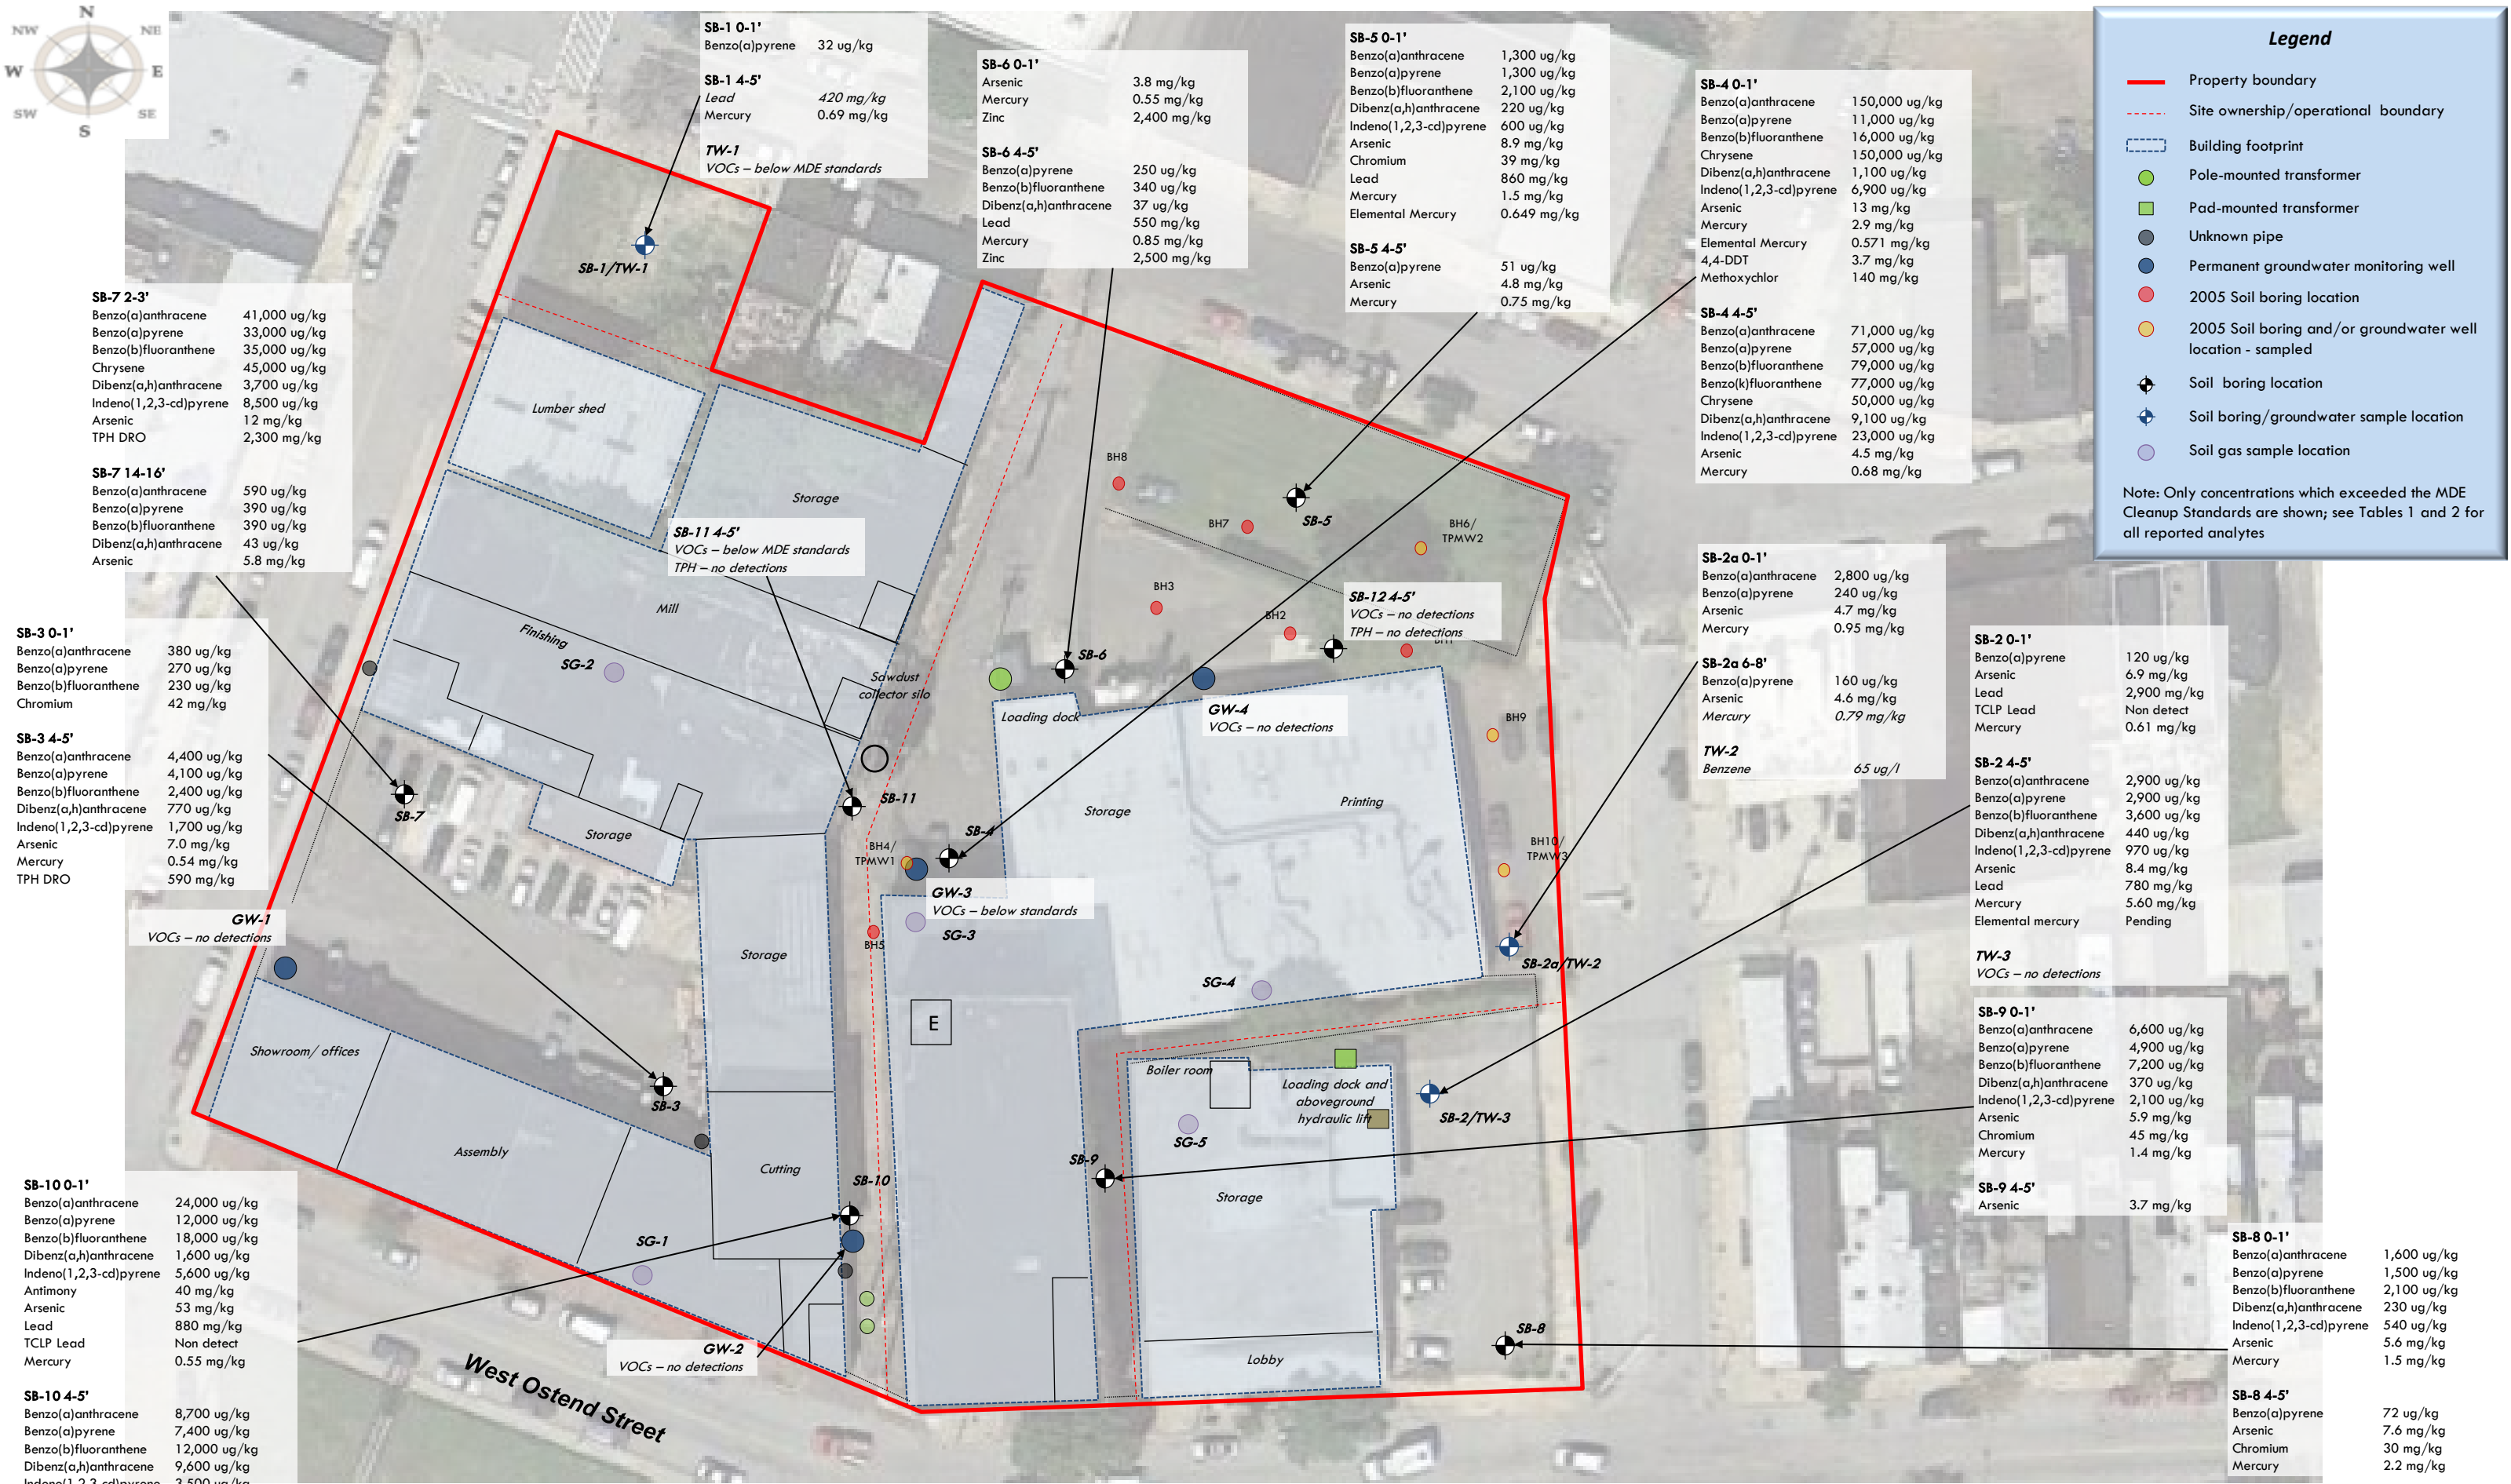 N
NW
NE
W
E
SW
SE
S
SB-1 0-1'
Benzo(a)pyrene 32 ug/kg
SB-1 4-5'
Lead 420 mg/kg
Mercury 0.69 mg/kg
TW-1
VOCs – below MDE standards
SB-6 0-1'
Arsenic 3.8 mg/kg
Mercury 0.55 mg/kg
Zinc 2,400 mg/kg
SB-6 4-5'
Benzo(a)pyrene 250 ug/kg
Benzo(b)fluoranthene 340 ug/kg
Dibenz(a,h)anthracene 37 ug/kg
Lead 550 mg/kg
Mercury 0.85 mg/kg
Zinc 2,500 mg/kg
SB-5 0-1'
Benzo(a)anthracene 1,300 ug/kg
Benzo(a)pyrene 1,300 ug/kg
Benzo(b)fluoranthene 2,100 ug/kg
Dibenz(a,h)anthracene 220 ug/kg
Indeno(1,2,3-cd)pyrene 600 ug/kg
Arsenic 8.9 mg/kg
Chromium 39 mg/kg
Lead 860 mg/kg
Mercury 1.5 mg/kg
Elemental Mercury 0.649 mg/kg
SB-5 4-5'
Benzo(a)pyrene 51 ug/kg
Arsenic 4.8 mg/kg
Mercury 0.75 mg/kg
SB-4 0-1'
Benzo(a)anthracene 150,000 ug/kg
Benzo(a)pyrene 11,000 ug/kg
Benzo(b)fluoranthene 16,000 ug/kg
Chrysene 150,000 ug/kg
Dibenz(a,h)anthracene 1,100 ug/kg
Indeno(1,2,3-cd)pyrene 6,900 ug/kg
Arsenic 13 mg/kg
Mercury 2.9 mg/kg
Elemental Mercury 0.571 mg/kg
4,4-DDT 3.7 mg/kg
Methoxychlor 140 mg/kg
SB-4 4-5'
Benzo(a)anthracene 71,000 ug/kg
Benzo(a)pyrene 57,000 ug/kg
Benzo(b)fluoranthene 79,000 ug/kg
Benzo(k)fluoranthene 77,000 ug/kg
Chrysene 50,000 ug/kg
Dibenz(a,h)anthracene 9,100 ug/kg
Indeno(1,2,3-cd)pyrene 23,000 ug/kg
Arsenic 4.5 mg/kg
Mercury 0.68 mg/kg
Legend
Property boundary
Site ownership/operational boundary
Building footprint
Pole-mounted transformer
Pad-mounted transformer
Unknown pipe
Permanent groundwater monitoring well
2005 Soil boring location
2005 Soil boring and/or groundwater well
location - sampled
Soil boring location
Soil boring/groundwater sample location
Soil gas sample location
Note: Only concentrations which exceeded the MDE
Cleanup Standards are shown; see Tables 1 and 2 for
all reported analytes
SB-7 2-3'
Benzo(a)anthracene 41,000 ug/kg
Benzo(a)pyrene 33,000 ug/kg
Benzo(b)fluoranthene 35,000 ug/kg
Chrysene 45,000 ug/kg
Dibenz(a,h)anthracene 3,700 ug/kg
Indeno(1,2,3-cd)pyrene 8,500 ug/kg
Arsenic 12 mg/kg
TPH DRO 2,300 mg/kg
SB-7 14-16'
Benzo(a)anthracene 590 ug/kg
Benzo(a)pyrene 390 ug/kg
Benzo(b)fluoranthene 390 ug/kg
Dibenz(a,h)anthracene 43 ug/kg
Arsenic 5.8 mg/kg
SB-3 0-1'
Benzo(a)anthracene 380 ug/kg
Benzo(a)pyrene 270 ug/kg
Benzo(b)fluoranthene 230 ug/kg
Chromium 42 mg/kg
SB-3 4-5'
Benzo(a)anthracene 4,400 ug/kg
Benzo(a)pyrene 4,100 ug/kg
Benzo(b)fluoranthene 2,400 ug/kg
Dibenz(a,h)anthracene 770 ug/kg
Indeno(1,2,3-cd)pyrene 1,700 ug/kg
Arsenic 7.0 mg/kg
Mercury 0.54 mg/kg
TPH DRO 590 mg/kg
GW-1
VOCs – no detections
SB-10 0-1'
Benzo(a)anthracene 24,000 ug/kg
Benzo(a)pyrene 12,000 ug/kg
Benzo(b)fluoranthene 18,000 ug/kg
Dibenz(a,h)anthracene 1,600 ug/kg
Indeno(1,2,3-cd)pyrene 5,600 ug/kg
Antimony 40 mg/kg
Arsenic 53 mg/kg
Lead 880 mg/kg
TCLP Lead Non detect
Mercury 0.55 mg/kg
SB-10 4-5'
Benzo(a)anthracene 8,700 ug/kg
Benzo(a)pyrene 7,400 ug/kg
Benzo(b)fluoranthene 12,000 ug/kg
Dibenz(a,h)anthracene 9,600 ug/kg
Indeno(1,2,3-cd)pyrene 3,500 ug/kg
SB-1/TW-1
Lumber shed
Storage
SB-11 4-5'
VOCs – below MDE standards
TPH – no detections
Mill
Finishing
SG-2
Sawdust
collector silo
SB-7
Storage
SB-11
BH8
BH7
SB-5
BH6/
TPMW2
BH3
BH2
SB-12 4-5'
VOCs – no detections
TPH – no detections
SB-6
Loading dock
GW-4
VOCs – no detections
BH9
Storage
Printing
SB-4
BH4/
TPMW1
BH10/
TPMW3
GW-3
VOCs – below standards
SG-3
BH5
Storage
SG-4
SB-2a/TW-2
E
Showroom/ offices
SB-3
Assembly
Cutting
SB-10
SG-1
GW-2
VOCs – no detections
West Ostend Street
Boiler room
Loading dock and
aboveground
hydraulic lift
SB-2/TW-3
SG-5
SB-9
Storage
Lobby
SB-8
SB-2a 0-1'
Benzo(a)anthracene 2,800 ug/kg
Benzo(a)pyrene 240 ug/kg
Arsenic 4.7 mg/kg
Mercury 0.95 mg/kg
SB-2a 6-8'
Benzo(a)pyrene 160 ug/kg
Arsenic 4.6 mg/kg
Mercury 0.79 mg/kg
TW-2
Benzene 65 ug/l
SB-2 0-1'
Benzo(a)pyrene 120 ug/kg
Arsenic 6.9 mg/kg
Lead 2,900 mg/kg
TCLP Lead Non detect
Mercury 0.61 mg/kg
SB-2 4-5'
Benzo(a)anthracene 2,900 ug/kg
Benzo(a)pyrene 2,900 ug/kg
Benzo(b)fluoranthene 3,600 ug/kg
Dibenz(a,h)anthracene 440 ug/kg
Indeno(1,2,3-cd)pyrene 970 ug/kg
Arsenic 8.4 mg/kg
Lead 780 mg/kg
Mercury 5.60 mg/kg
Elemental mercury Pending
TW-3
VOCs – no detections
SB-9 0-1'
Benzo(a)anthracene 6,600 ug/kg
Benzo(a)pyrene 4,900 ug/kg
Benzo(b)fluoranthene 7,200 ug/kg
Dibenz(a,h)anthracene 370 ug/kg
Indeno(1,2,3-cd)pyrene 2,100 ug/kg
Arsenic 5.9 mg/kg
Chromium 45 mg/kg
Mercury 1.4 mg/kg
SB-9 4-5'
Arsenic 3.7 mg/kg
SB-8 0-1'
Benzo(a)anthracene 1,600 ug/kg
Benzo(a)pyrene 1,500 ug/kg
Benzo(b)fluoranthene 2,100 ug/kg
Dibenz(a,h)anthracene 230 ug/kg
Indeno(1,2,3-cd)pyrene 540 ug/kg
Arsenic 5.6 mg/kg
Mercury 1.5 mg/kg
SB-8 4-5'
Benzo(a)pyrene 72 ug/kg
Arsenic 7.6 mg/kg
Chromium 30 mg/kg
Mercury 2.2 mg/kg